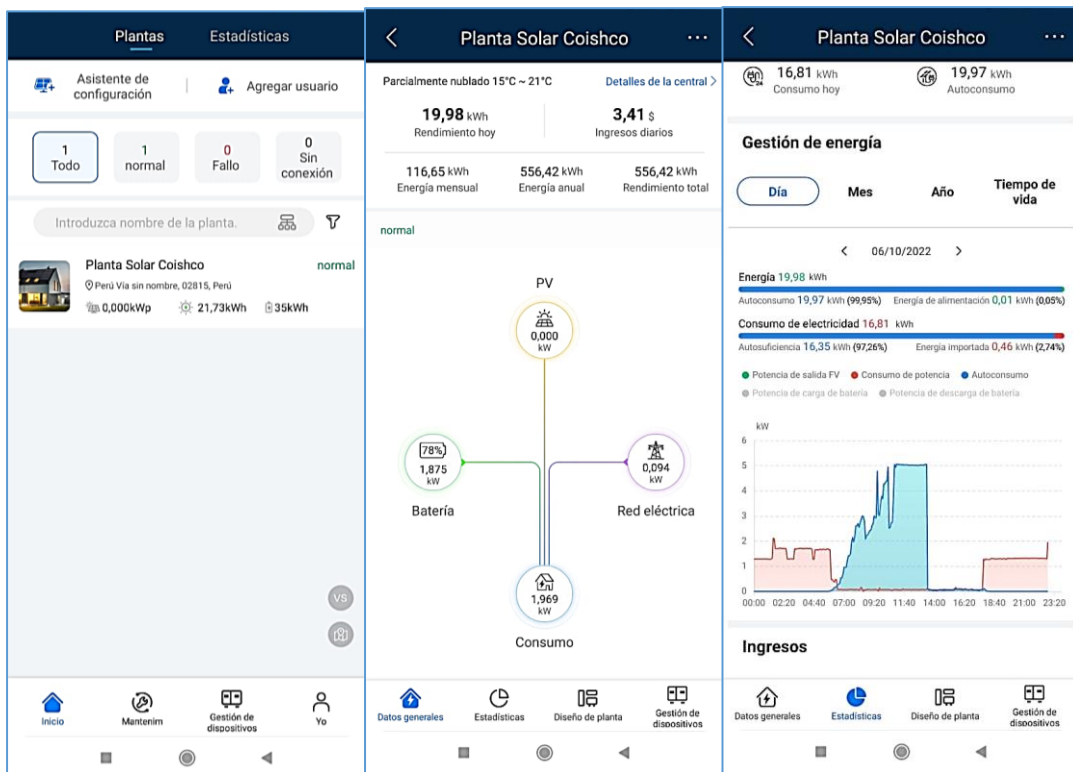 Plantas
Estadísticas
Asistente de
configuración
Agregar usuario
1
Todo
1
normal
0
Fallo
0
Sin
conexión
Introduzca nombre de la planta.
Planta Solar Coishco
normal
Perú Vía sin nombre, 02815, Perú
0,000kWp
21,73kWh
35kWh
VS
Inicio
Mantenim
Gestión de
dispositivos
Yo
Planta Solar Coishco
Parcialmente nublado 15°C ~ 21°C
Detalles de la central >
19,98 kWh
Rendimiento hoy
3,41 $
Ingresos diarios
116,65 kWh
Energía mensual
556,42 kWh
Energía anual
556,42 kWh
Rendimiento total
normal
PV
0,000
kW
78%
1,875
kW
Batería
0,094
kW
Red eléctrica
1,969
kW
Consumo
Datos generales
Estadísticas
Diseño de planta
Gestión de
dispositivos
Planta Solar Coishco
16,81 kWh
Consumo hoy
19,97 kWh
Autoconsumo
Gestión de energía
Día
Mes
Año
Tiempo de
vida
< 06/10/2022 >
Energía 19,98 kWh
Autoconsumo 19,97 kWh (99,95%)
Energía de alimentación 0,01 kWh (0,05%)
Consumo de electricidad 16,81 kWh
Autosuficiencia 16,35 kWh (97,26%)
Energía importada 0,46 kWh (2,74%)
Potencia de salida FV
Consumo de potencia
Autoconsumo
Potencia de carga de batería
Potencia de descarga de batería
kW
6
5
4
3
2
1
0
00:00 02:20 04:40 07:00 09:20 11:40 14:00 16:20 18:40 21:00 23:20
Ingresos
Datos generales
Estadísticas
Diseño de planta
Gestión de
dispositivos